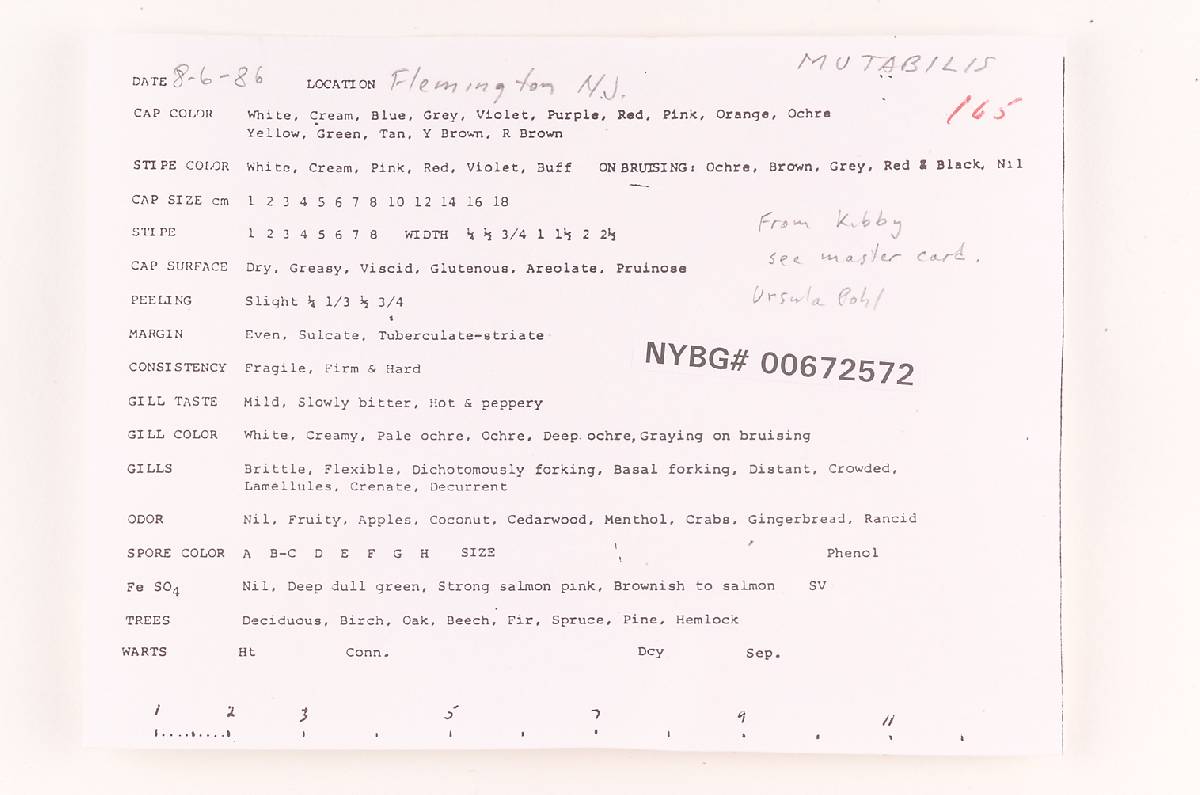 MUTABILIS
DATE 8-6-86 LOCATION Flemington N.J.
165
CAP COLOR White, Cream, Blue, Grey, Violet, Purple, Red, Pink, Orange, Ochre
Yellow, Green, Tan, Y Brown, R Brown
STIPE COLOR White, Cream, Pink, Red, Violet, Buff ON BRUISING: Ochre, Brown, Grey, Red & Black, Nil
CAP SIZE cm 1 2 3 4 5 6 7 8 10 12 14 16 18
STIPE 1 2 3 4 5 6 7 8 WIDTH ¼ ½ 3/4 1 1½ 2 2½
From Kibby
see master card.
Ursula Pohl
CAP SURFACE Dry, Greasy, Viscid, Glutenous, Areolate, Pruinose
PEELING Slight ¼ 1/3 ½ 3/4
MARGIN Even, Sulcate, Tuberculate-striate
NYBG# 00672572
CONSISTENCY Fragile, Firm & Hard
GILL TASTE Mild, Slowly bitter, Hot & peppery
GILL COLOR White, Creamy, Pale ochre, Ochre, Deep ochre, Graying on bruising
GILLS Brittle, Flexible, Dichotomously forking, Basal forking, Distant, Crowded,
Lamellules, Crenate, Decurrent
ODOR Nil, Fruity, Apples, Coconut, Cedarwood, Menthol, Crabs, Gingerbread, Rancid
SPORE COLOR A B-C D E F G H SIZE Phenol
Fe SO4 Nil, Deep dull green, Strong salmon pink, Brownish to salmon SV
TREES Deciduous, Birch, Oak, Beech, Fir, Spruce, Pine, Hemlock
WARTS Ht Conn. Dcy Sep.
1 2 3 5 7 9 11